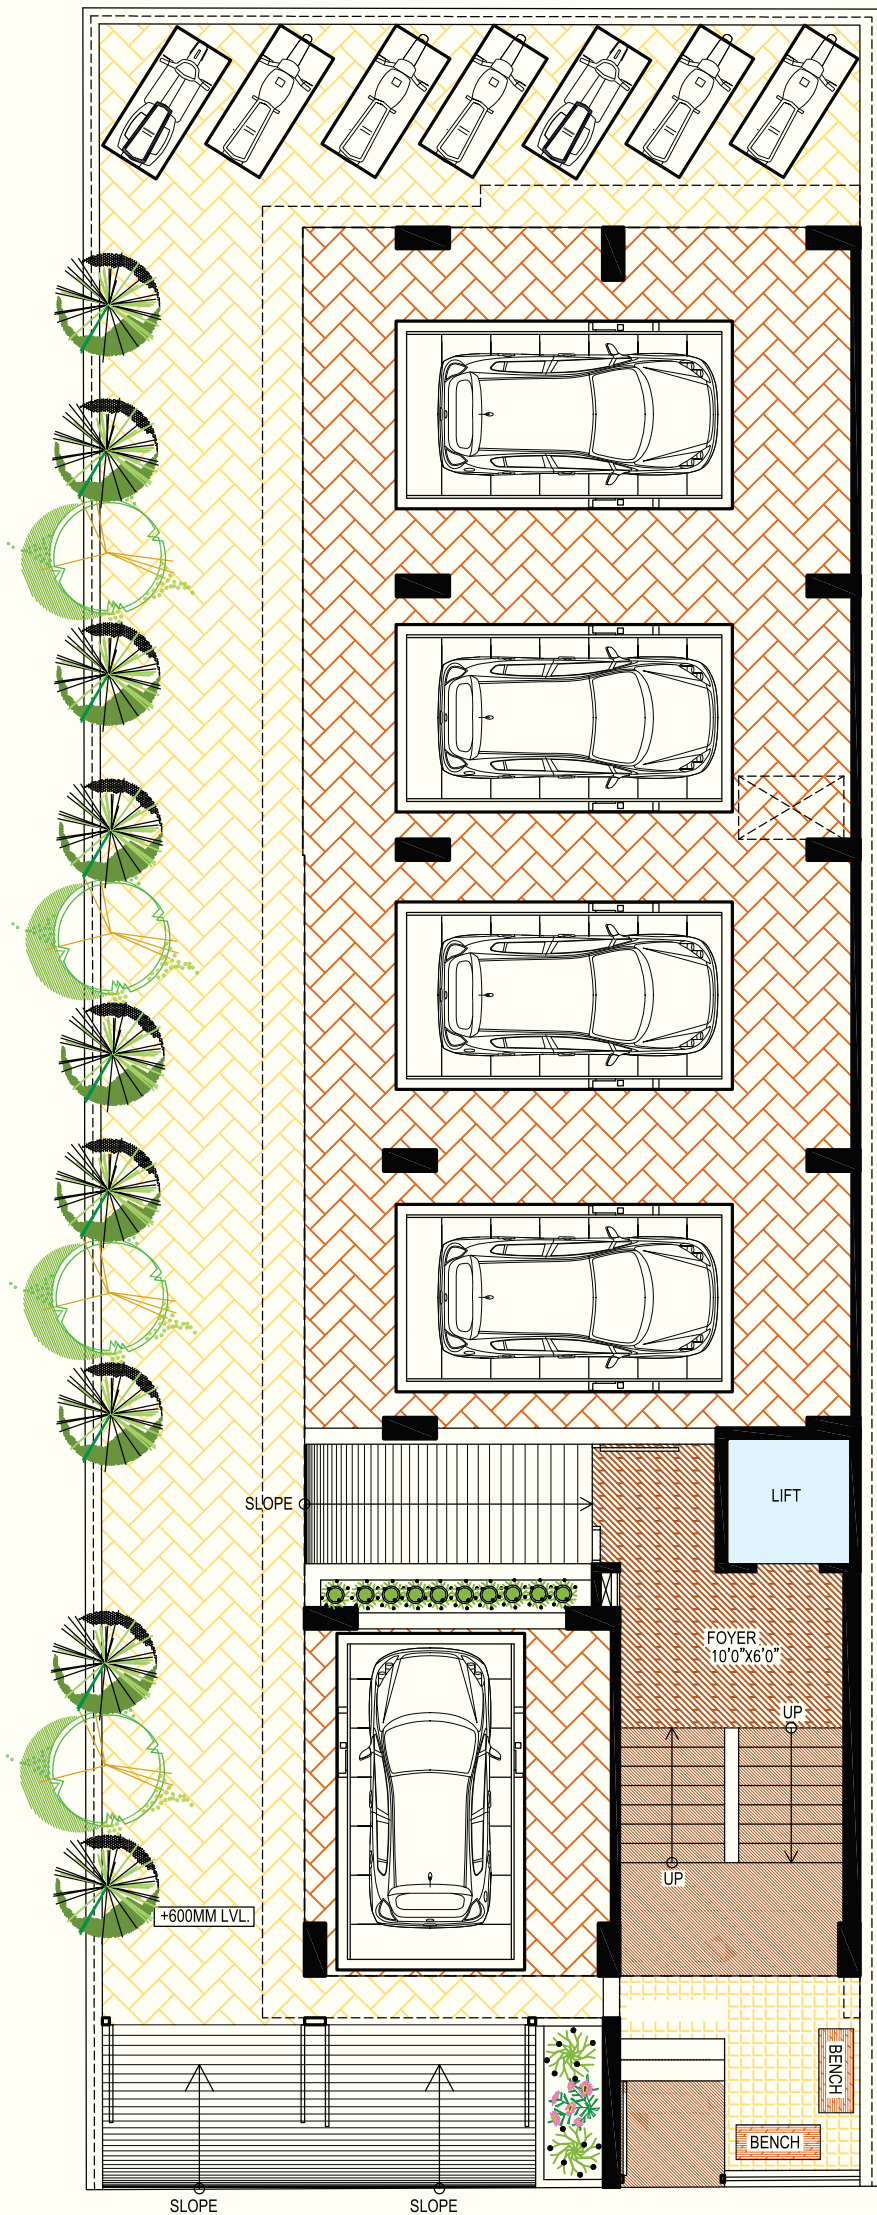 SLOPE
LIFT
FOYER
10'0"X6'0"
UP
UP
+600MM LVL.
BENCH
BENCH
SLOPE
SLOPE